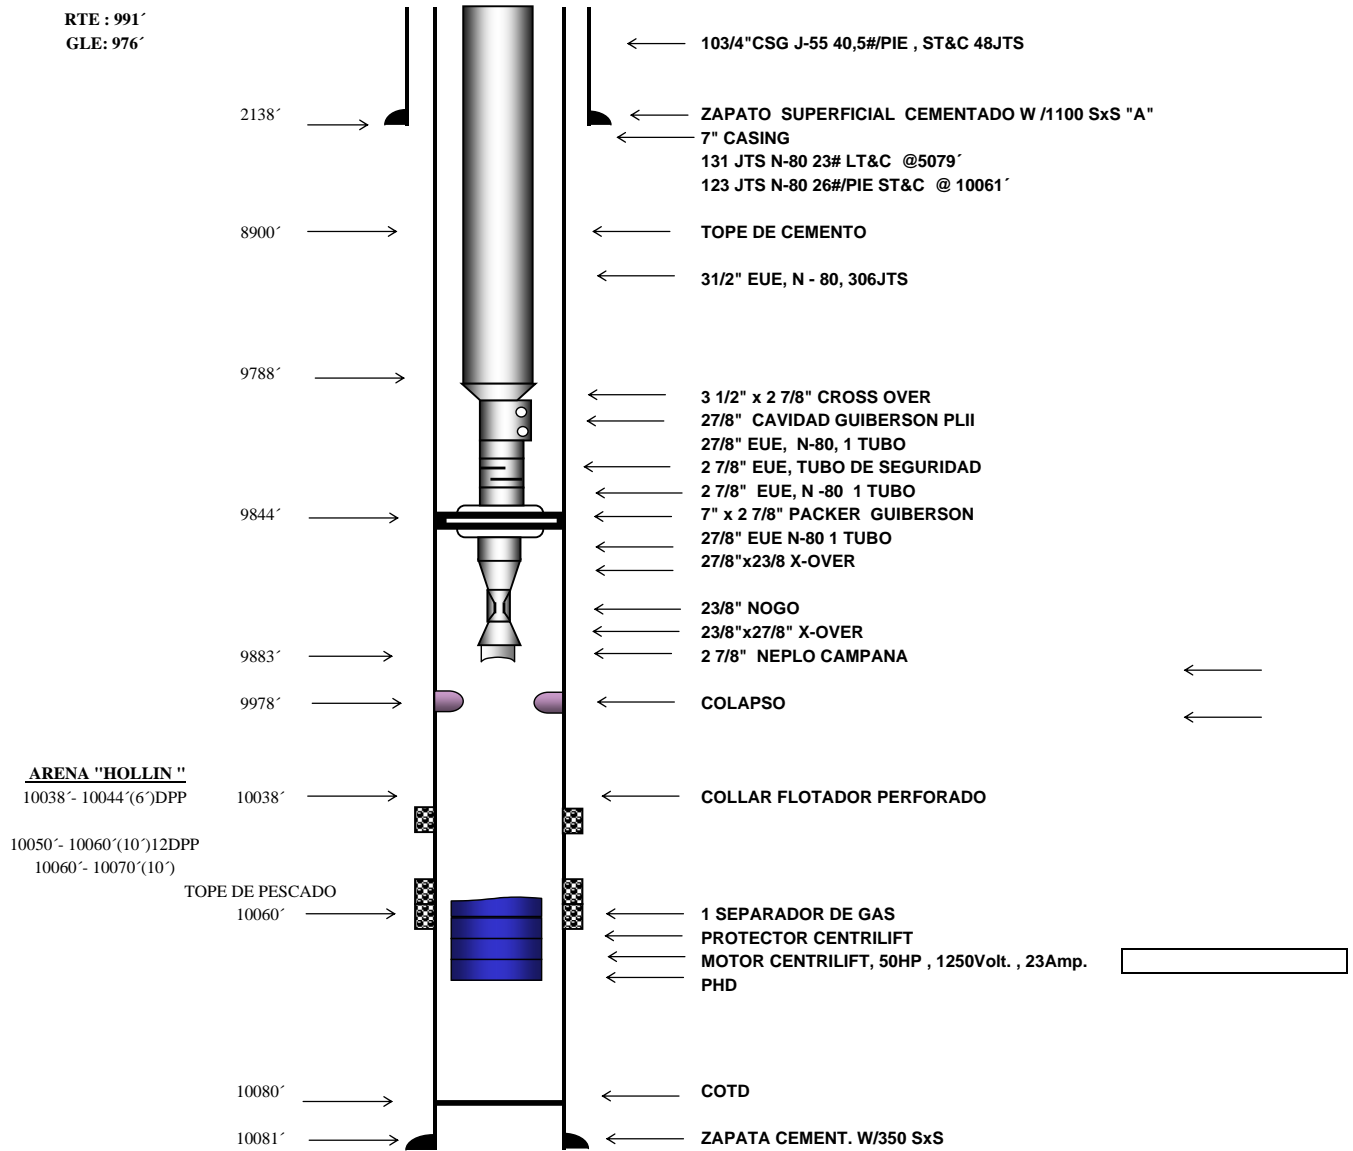 RTE : 991´
GLE: 976´
103/4"CSG J-55 40,5#/PIE , ST&C 48JTS
2138´
ZAPATO SUPERFICIAL CEMENTADO W /1100 SxS "A"
7" CASING
131 JTS N-80 23# LT&C @5079´
123 JTS N-80 26#/PIE ST&C @ 10061´
8900´
TOPE DE CEMENTO
31/2" EUE, N - 80, 306JTS
9788´
3 1/2" x 2 7/8" CROSS OVER
27/8" CAVIDAD GUIBERSON PLII
27/8" EUE, N-80, 1 TUBO
2 7/8" EUE, TUBO DE SEGURIDAD
2 7/8" EUE, N -80 1 TUBO
9844´
7" x 2 7/8" PACKER GUIBERSON
27/8" EUE N-80 1 TUBO
27/8"x23/8 X-OVER
23/8" NOGO
23/8"x27/8" X-OVER
9883´
2 7/8" NEPLO CAMPANA
9978´
COLAPSO
ARENA "HOLLIN "
10038´- 10044´(6´)DPP
10038´
COLLAR FLOTADOR PERFORADO
10050´- 10060´(10´)12DPP
10060´- 10070´(10´)
TOPE DE PESCADO
10060´
1 SEPARADOR DE GAS
PROTECTOR CENTRILIFT
MOTOR CENTRILIFT, 50HP , 1250Volt. , 23Amp.
PHD
10080´
COTD
10081´
ZAPATA CEMENT. W/350 SxS